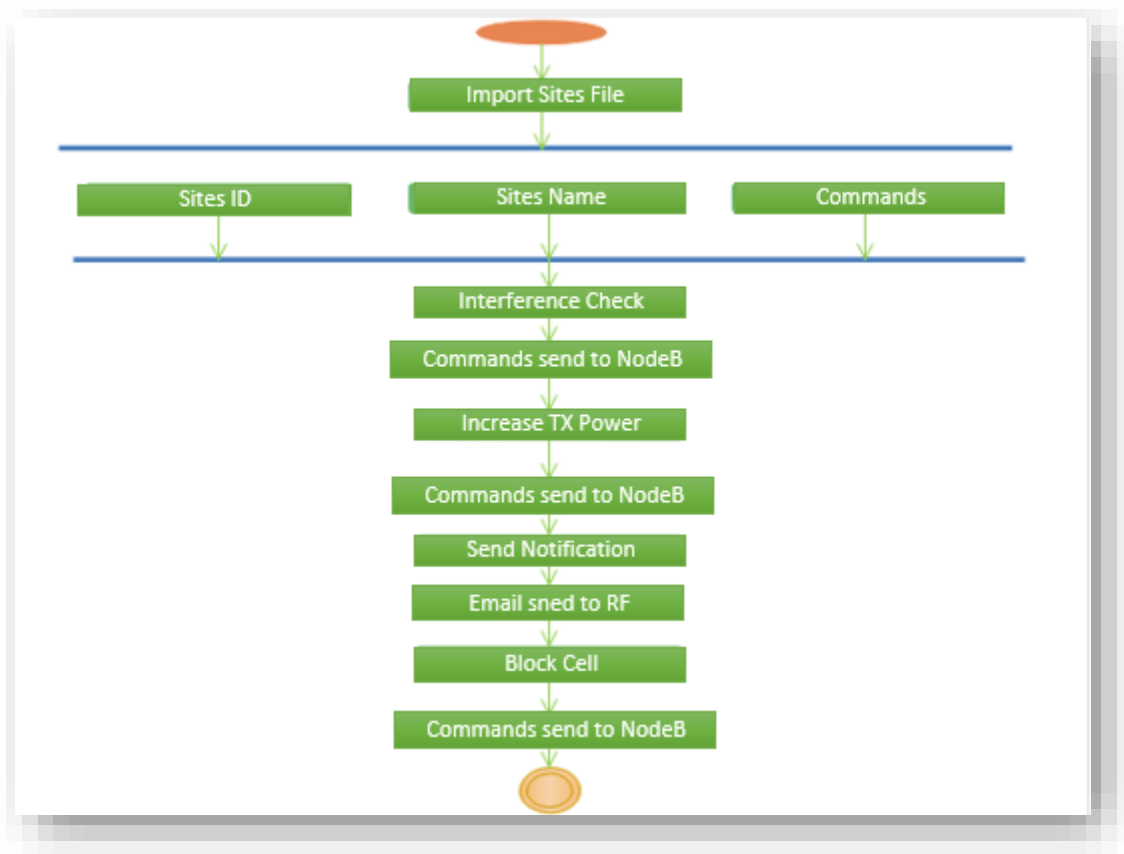 Import Sites File
Sites ID
Sites Name
Commands
Interference Check
Commands send to NodeB
Increase TX Power
Commands send to NodeB
Send Notification
Email sned to RF
Block Cell
Commands send to NodeB